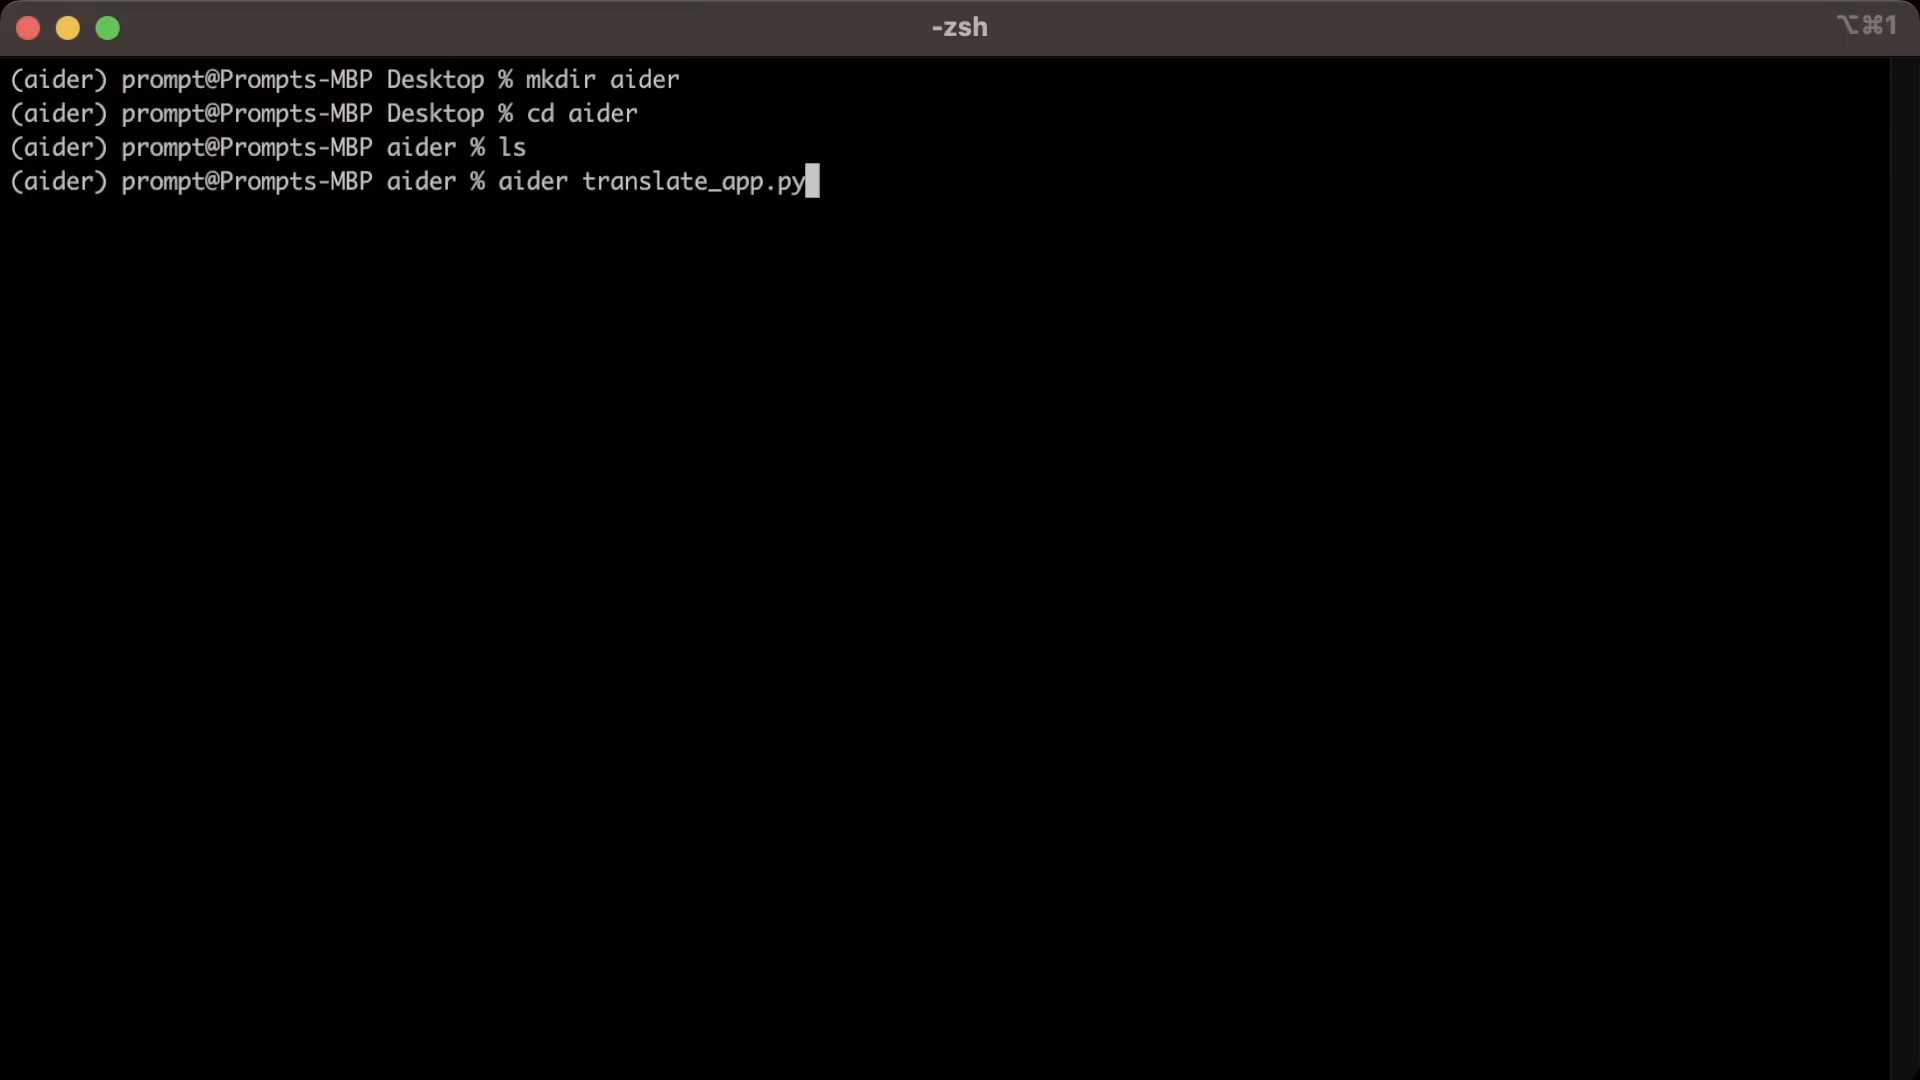 -zsh
⌥⌘1
(aider) prompt@Prompts-MBP Desktop % mkdir aider
(aider) prompt@Prompts-MBP Desktop % cd aider
(aider) prompt@Prompts-MBP aider % ls
(aider) prompt@Prompts-MBP aider % aider translate_app.py